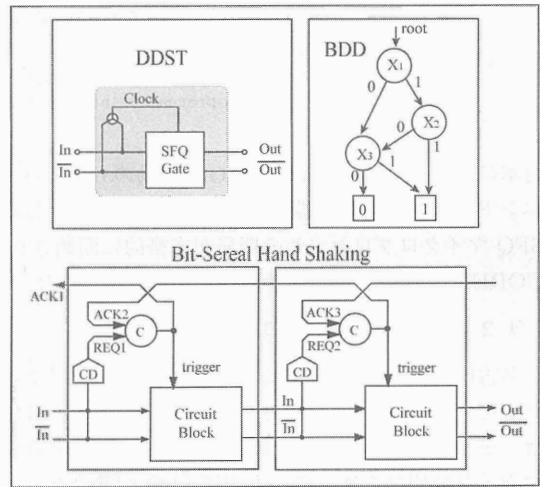 DDST
Clock
In
In
SFQ
Gate
Out
Out
BDD
root
X1
0
1
X2
0
1
X3
0
1
0
1
Bit-Sereal Hand Shaking
ACK1
ACK2
C
REQ1
CD
trigger
In
In
Circuit
Block
ACK3
C
REQ2
CD
trigger
In
In
Circuit
Block
Out
Out